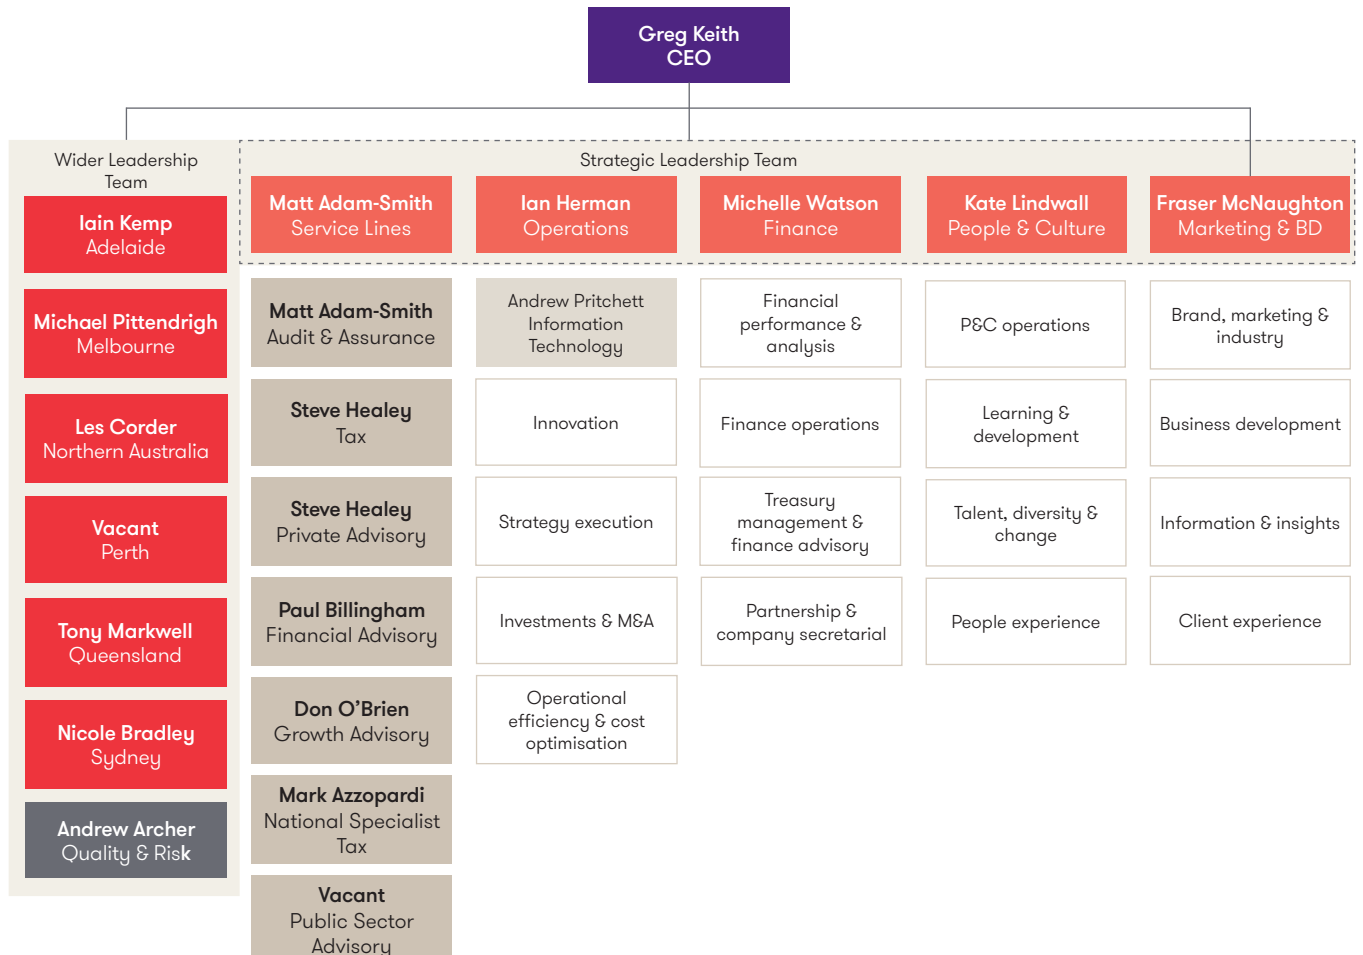 Greg Keith
CEO
Wider Leadership
Team
Iain Kemp
Adelaide
Michael Pittendrigh
Melbourne
Les Corder
Northern Australia
Vacant
Perth
Tony Markwell
Queensland
Nicole Bradley
Sydney
Andrew Archer
Quality & Risk
Strategic Leadership Team
Matt Adam-Smith
Service Lines
Matt Adam-Smith
Audit & Assurance
Steve Healey
Tax
Steve Healey
Private Advisory
Paul Billingham
Financial Advisory
Don O'Brien
Growth Advisory
Mark Azzopardi
National Specialist
Tax
Vacant
Public Sector
Advisory
Ian Herman
Operations
Andrew Pritchett
Information
Technology
Innovation
Strategy execution
Investments & M&A
Operational
efficiency & cost
optimisation
Michelle Watson
Finance
Financial
performance &
analysis
Finance operations
Treasury
management &
finance advisory
Partnership &
company secretarial
Kate Lindwall
People & Culture
P&C operations
Learning &
development
Talent, diversity &
change
People experience
Fraser McNaughton
Marketing & BD
Brand, marketing &
industry
Business development
Information & insights
Client experience